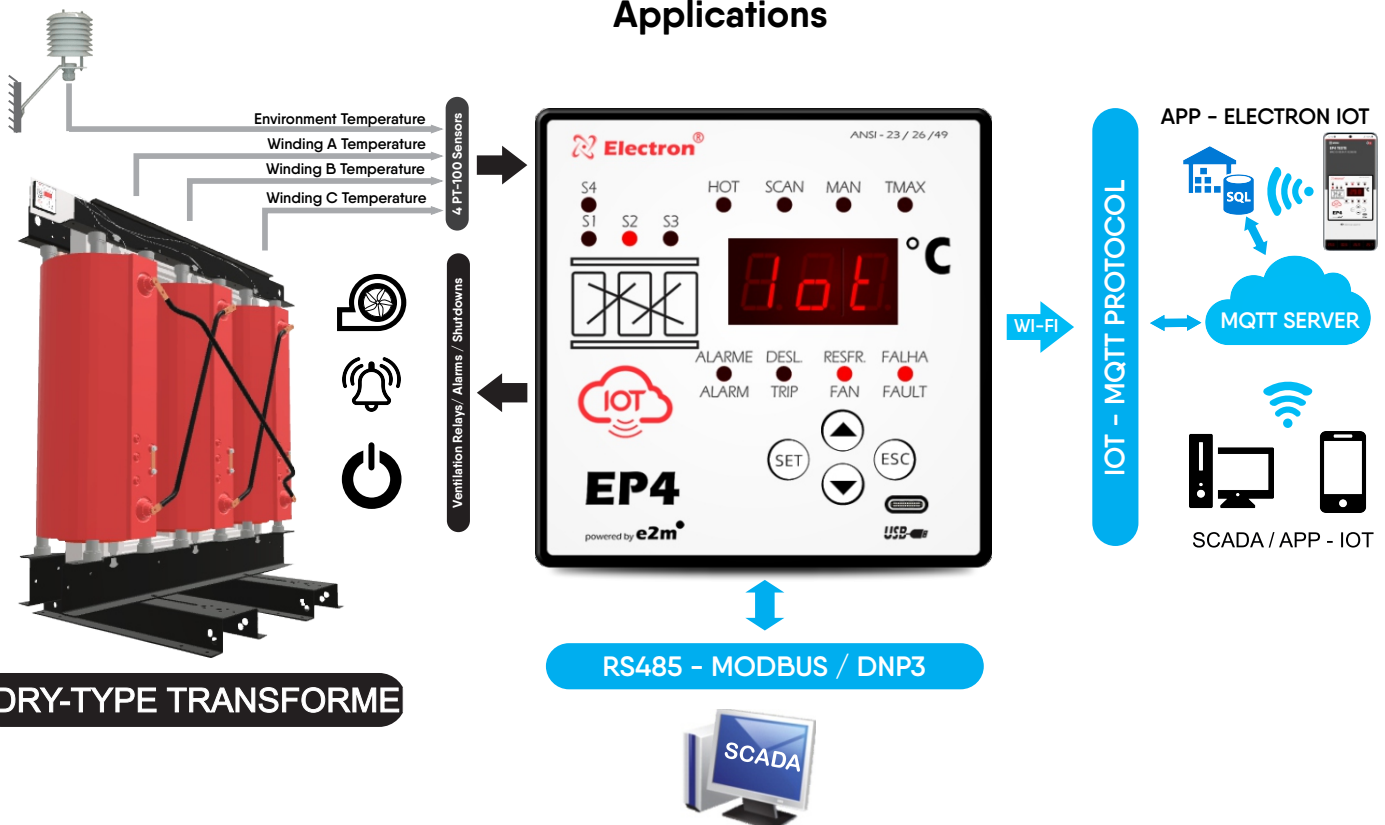 Applications
Environment Temperature
Winding A Temperature
Winding B Temperature
Winding C Temperature
4 PT-100 Sensors
Ventilation Relays/ Alarms / Shutdowns
DRY-TYPE TRANSFORME
Electron®
ANSI - 23 / 26 /49
S4
HOT SCAN MAN TMAX
S1 S2 S3
Iot
°C
ALARME DESL. RESFR. FALHA
ALARM TRIP FAN FAULT
IOT
SET
ESC
EP4
powered by e2m
USB
RS485 - MODBUS / DNP3
SCADA
WI-FI
IOT - MQTT PROTOCOL
APP - ELECTRON IOT
SQL
EP4
MQTT SERVER
SCADA / APP - IOT